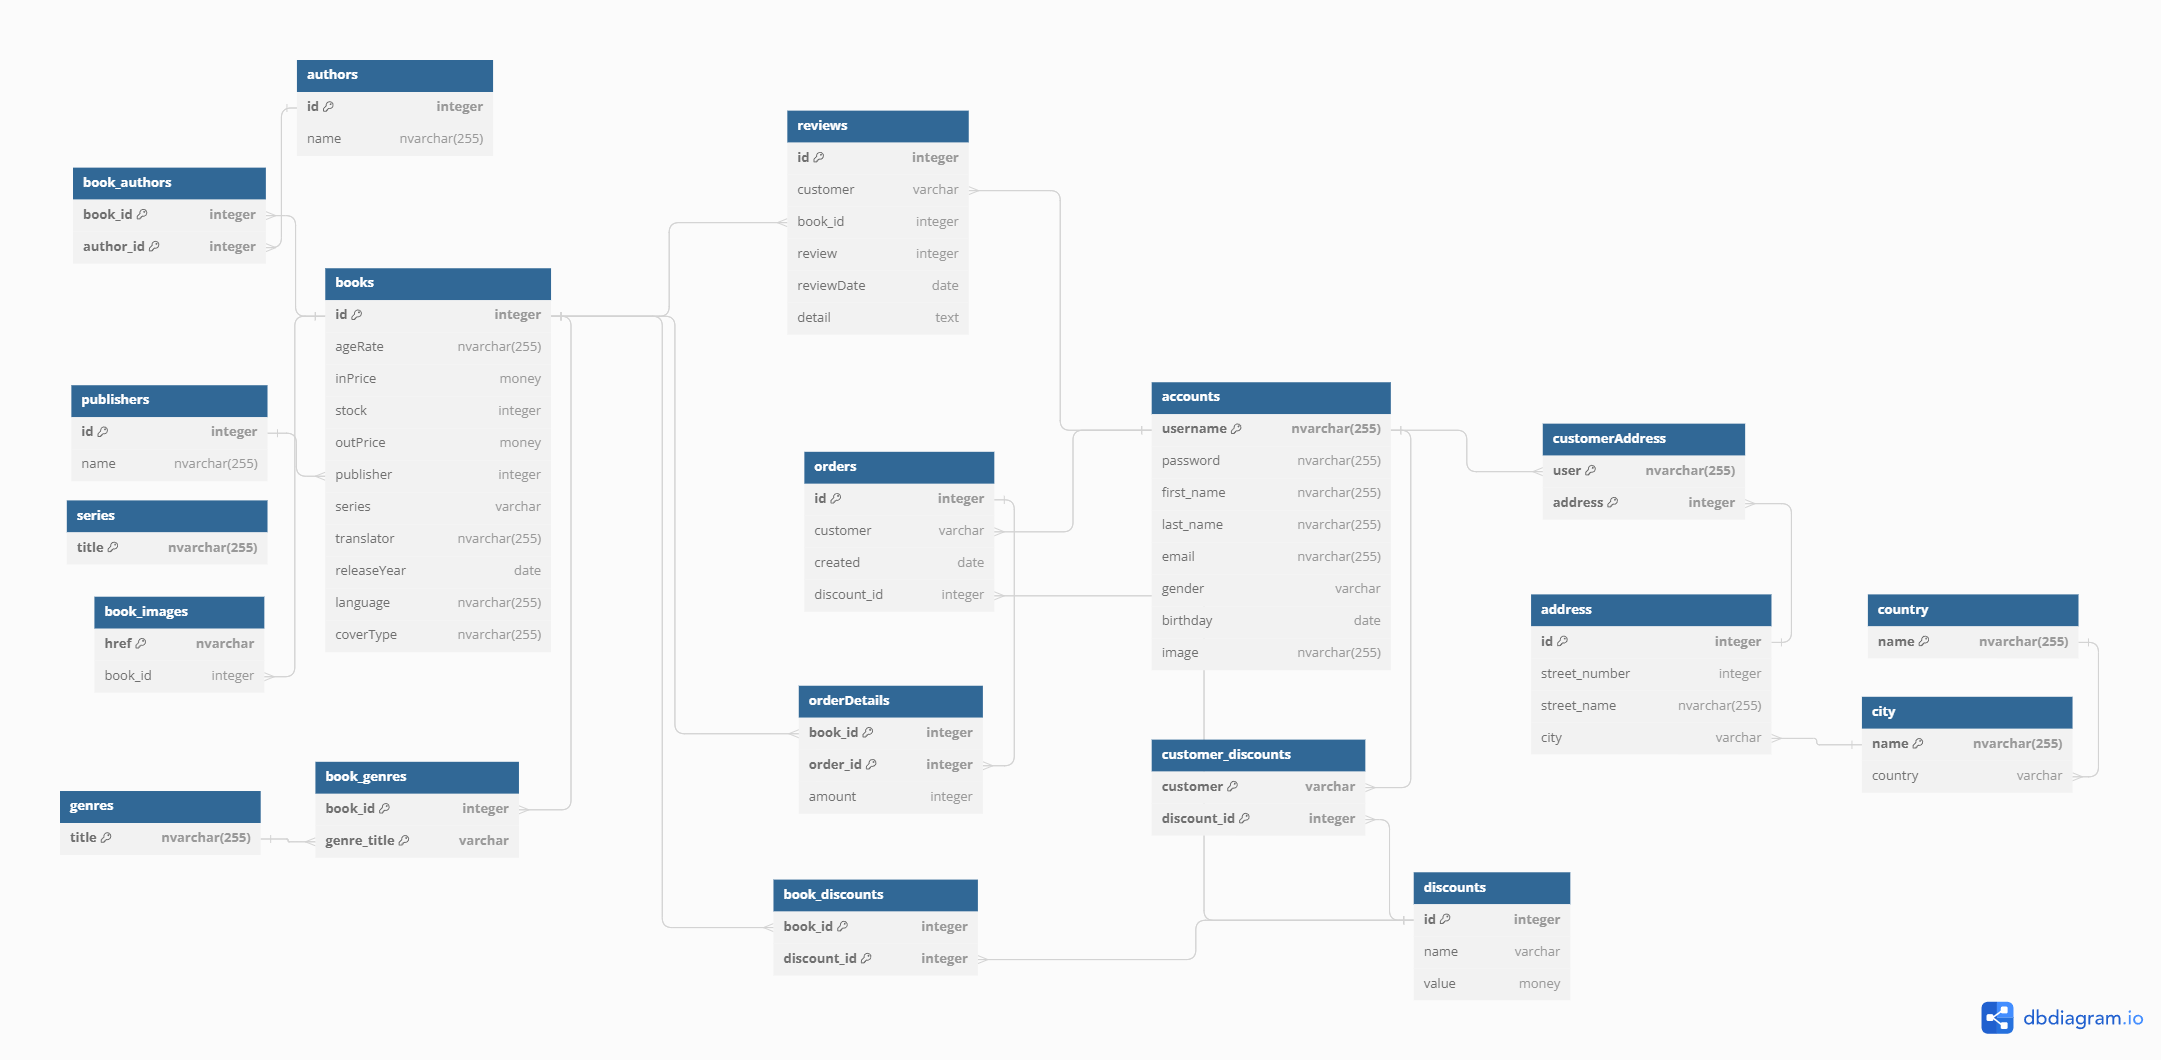 authors
id integer
name nvarchar(255)
book_authors
book_id integer
author_id integer
books
id integer
ageRate nvarchar(255)
inPrice money
stock integer
outPrice money
publisher integer
series varchar
translator nvarchar(255)
releaseYear date
language nvarchar(255)
coverType nvarchar(255)
publishers
id integer
name nvarchar(255)
series
title nvarchar(255)
book_images
href nvarchar
book_id integer
genres
title nvarchar(255)
book_genres
book_id integer
genre_title varchar
reviews
id integer
customer varchar
book_id integer
review integer
reviewDate date
detail text
orders
id integer
customer varchar
created date
discount_id integer
orderDetails
book_id integer
order_id integer
amount integer
book_discounts
book_id integer
discount_id integer
accounts
username nvarchar(255)
password nvarchar(255)
first_name nvarchar(255)
last_name nvarchar(255)
email nvarchar(255)
gender varchar
birthday date
image nvarchar(255)
customer_discounts
customer varchar
discount_id integer
discounts
id integer
name varchar
value money
customerAddress
user nvarchar(255)
address integer
address
id integer
street_number integer
street_name nvarchar(255)
city varchar
country
name nvarchar(255)
city
name nvarchar(255)
country varchar
dbdiagram.io